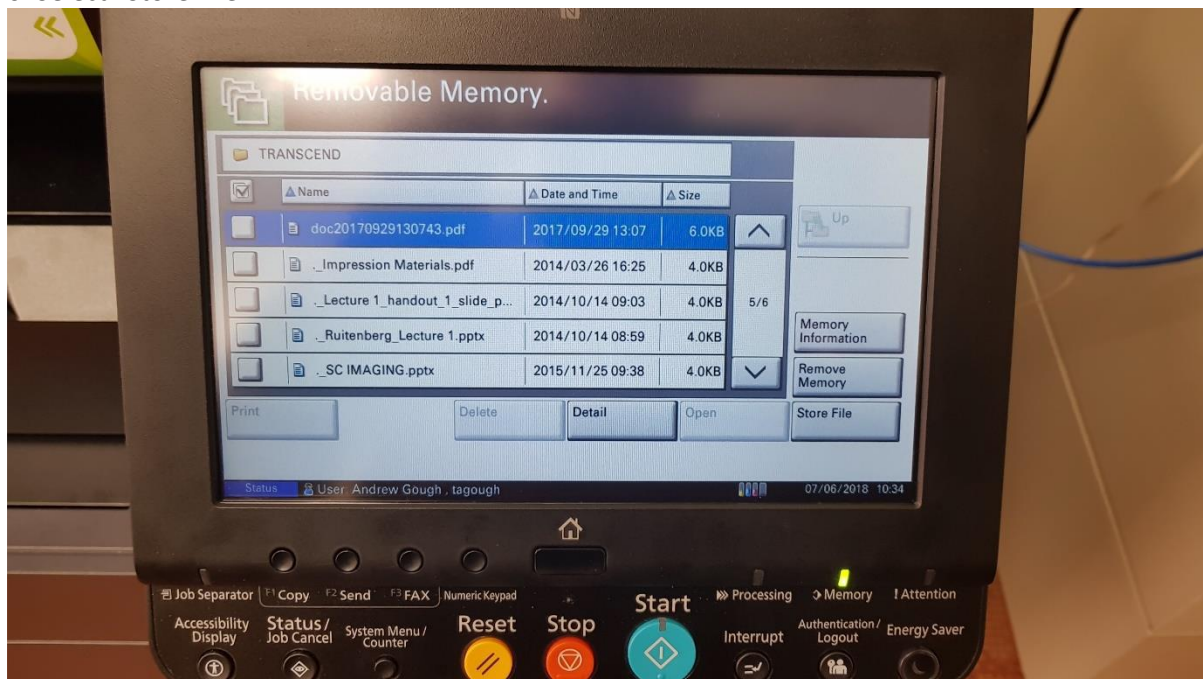 Removable Memory.
TRANSCEND
Name Date and Time Size
doc20170929130743.pdf 2017/09/29 13:07 6.0KB
Up
._Impression Materials.pdf 2014/03/26 16:25 4.0KB
._Lecture 1_handout_1_slide_p... 2014/10/14 09:03 4.0KB
5/6
._Ruitenberg_Lecture 1.pptx 2014/10/14 08:59 4.0KB
Memory
Information
._SC IMAGING.pptx 2015/11/25 09:38 4.0KB
Remove
Memory
Print Delete Detail Open Store File
Status User: Andrew Gough , tagough 07/06/2018 10:34
Job Separator F1 Copy F2 Send F3 FAX Numeric Keypad Start Processing Memory ! Attention
Accessibility
Display
Status /
Job Cancel
System Menu /
Counter
Reset Stop Interrupt
Authentication /
Logout
Energy Saver